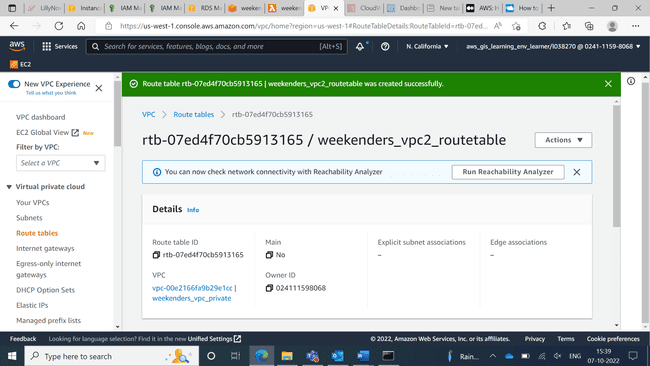 LillyNo
Instanc
IAM M
IAM M
RDS M
weeken
weeken
VP
CloudF
Dashbo
New ta
AWS: H
How to
https://us-west-1.console.aws.amazon.com/vpc/home?region=us-west-1#RouteTableDetails:RouteTableId=rtb-07ed...
aws
Services
Search for services, features, blogs, docs, and more
[Alt+S]
N. California
aws_gis_learning_env_learner/l038270 @ 0241-1159-8068
EC2
New VPC Experience
Tell us what you think
Route table rtb-07ed4f70cb5913165 | weekenders_vpc2_routetable was created successfully.
VPC
Route tables
rtb-07ed4f70cb5913165
VPC dashboard
EC2 Global View
New
Filter by VPC:
Select a VPC
rtb-07ed4f70cb5913165 / weekenders_vpc2_routetable
Actions
You can now check network connectivity with Reachability Analyzer
Run Reachability Analyzer
Virtual private cloud
Your VPCs
Subnets
Route tables
Internet gateways
Egress-only internet
gateways
DHCP Option Sets
Elastic IPs
Managed prefix lists
Details
Info
Route table ID
rtb-07ed4f70cb5913165
Main
No
Explicit subnet associations
–
Edge associations
–
VPC
vpc-00e2166fa9b29e1cc |
weekenders_vpc_private
Owner ID
024111598068
Feedback
Looking for language selection? Find it in the new Unified Settings
© 2022, Amazon Web Services, Inc. or its affiliates.
Privacy
Terms
Cookie preferences
Type here to search
Rain...
ENG
15:39
07-10-2022